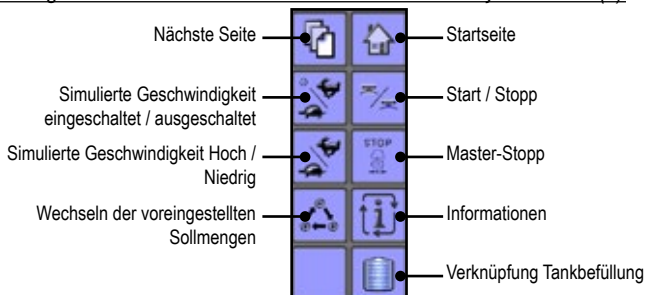 Nächste Seite
Startseite
Simulierte Geschwindigkeit
eingeschaltet / ausgeschaltet
Start / Stopp
Simulierte Geschwindigkeit Hoch /
Niedrig
STOP
Master-Stopp
Wechseln der voreingestellten
Sollmengen
i
Informationen
Verknüpfung Tankbefüllung